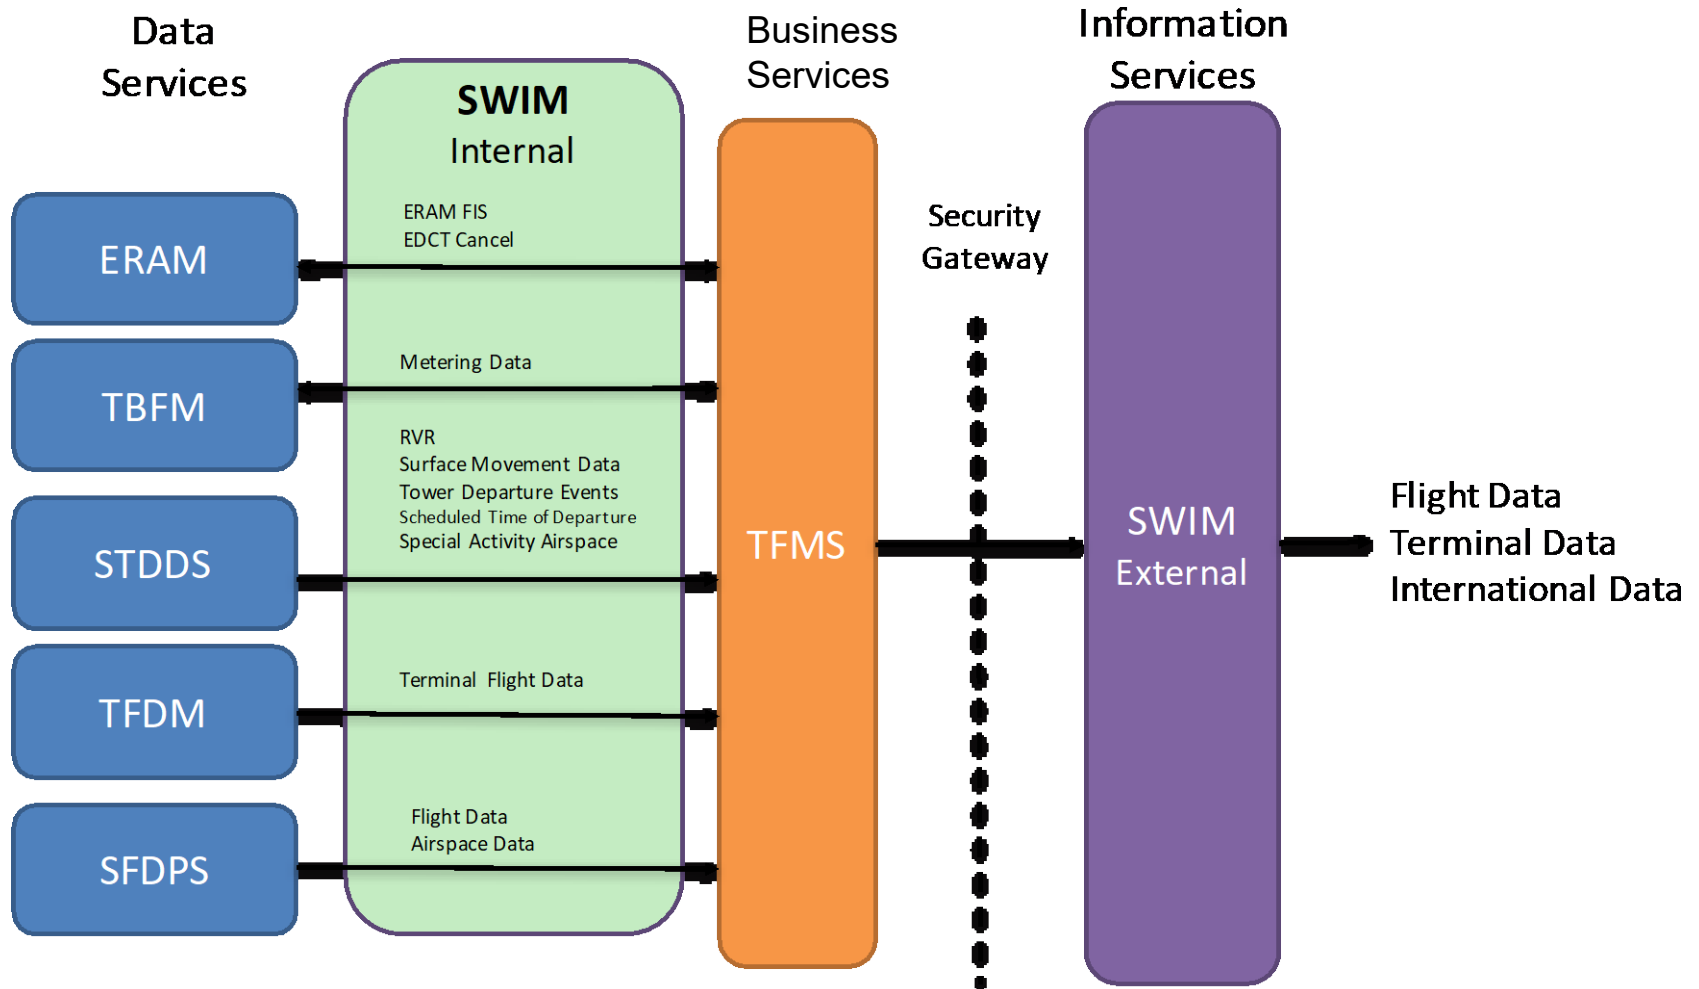 Data
Services
SWIM
Internal
Business
Services
Information
Services
Security
Gateway
ERAM
ERAM FIS
EDCT Cancel
TBFM
Metering Data
STDDS
RVR
Surface Movement Data
Tower Departure Events
Scheduled Time of Departure
Special Activity Airspace
TFDM
Terminal Flight Data
SFDPS
Flight Data
Airspace Data
TFMS
SWIM
External
Flight Data
Terminal Data
International Data